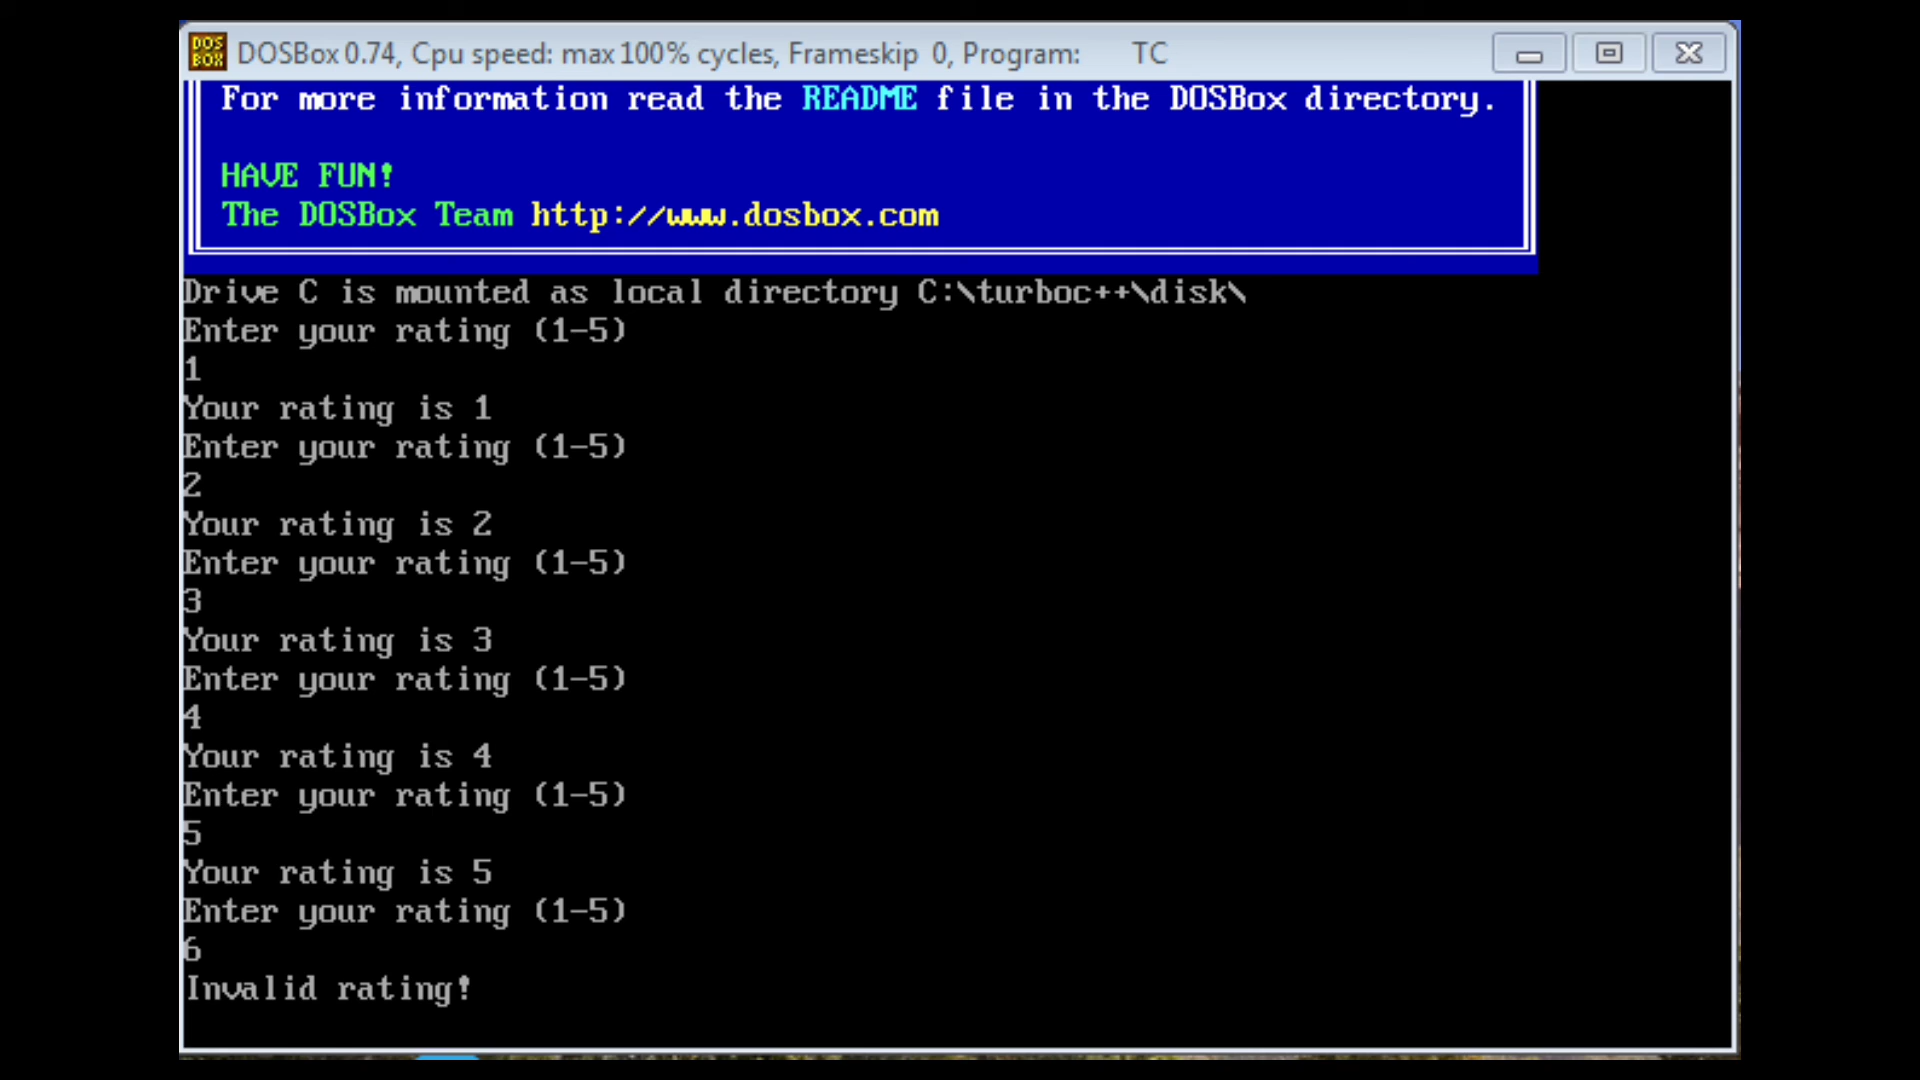 DOS
BOX
DOSBox 0.74, Cpu speed: max 100% cycles, Frameskip 0, Program: TC
For more information read the README file in the DOSBox directory.
HAVE FUN!
The DOSBox Team http://www.dosbox.com
Drive C is mounted as local directory C:\turboc++\disk\
Enter your rating (1-5)
1
Your rating is 1
Enter your rating (1-5)
2
Your rating is 2
Enter your rating (1-5)
3
Your rating is 3
Enter your rating (1-5)
4
Your rating is 4
Enter your rating (1-5)
5
Your rating is 5
Enter your rating (1-5)
6
Invalid rating!